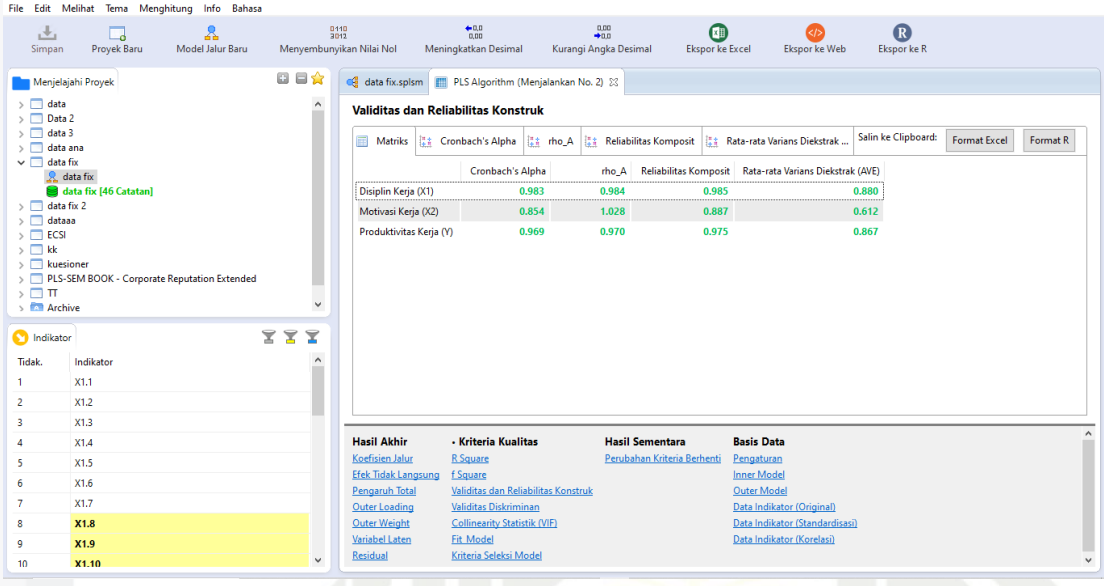 File Edit Melihat Tema Menghitung Info Bahasa
Simpan Proyek Baru Model Jalur Baru Menyembunyikan Nilai Nol Meningkatkan Desimal Kurangi Angka Desimal Ekspor ke Excel Ekspor ke Web Ekspor ke R
Menjelajahi Proyek
data
Data 2
data 3
data ana
data fix
data fix
data fix [46 Catatan]
data fix 2
dataaa
ECSI
kk
kuesioner
PLS-SEM BOOK - Corporate Reputation Extended
TT
Archive
Indikator
Tidak. Indikator
1 X1.1
2 X1.2
3 X1.3
4 X1.4
5 X1.5
6 X1.6
7 X1.7
8 X1.8
9 X1.9
10 X1.10
data fix.splsm PLS Algorithm (Menjalankan No. 2)
Validitas dan Reliabilitas Konstruk
Matriks Cronbach's Alpha rho_A Reliabilitas Komposit Rata-rata Varians Diekstrak ... Salin ke Clipboard: Format Excel Format R
Cronbach's Alpha rho_A Reliabilitas Komposit Rata-rata Varians Diekstrak (AVE)
Disiplin Kerja (X1) 0.983 0.984 0.985 0.880
Motivasi Kerja (X2) 0.854 1.028 0.887 0.612
Produktivitas Kerja (Y) 0.969 0.970 0.975 0.867
Hasil Akhir • Kriteria Kualitas Hasil Sementara Basis Data
Koefisien Jalur R Square Perubahan Kriteria Berhenti Pengaturan
Efek Tidak Langsung f Square Inner Model
Pengaruh Total Validitas dan Reliabilitas Konstruk Outer Model
Outer Loading Validitas Diskriminan Data Indikator (Original)
Outer Weight Collinearity Statistik (VIF) Data Indikator (Standardisasi)
Variabel Laten Fit Model Data Indikator (Korelasi)
Residual Kriteria Seleksi Model